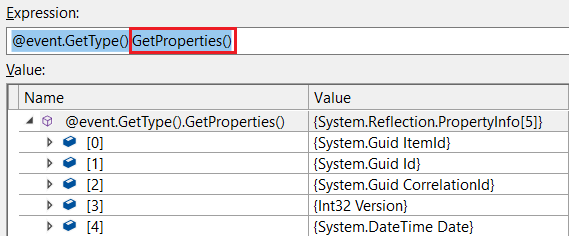 Expression:
@event.GetType().GetProperties()
Value:
Name Value
@event.GetType().GetProperties() {System.Reflection.PropertyInfo[5]}
[0] {System.Guid ItemId}
[1] {System.Guid Id}
[2] {System.Guid CorrelationId}
[3] {Int32 Version}
[4] {System.DateTime Date}